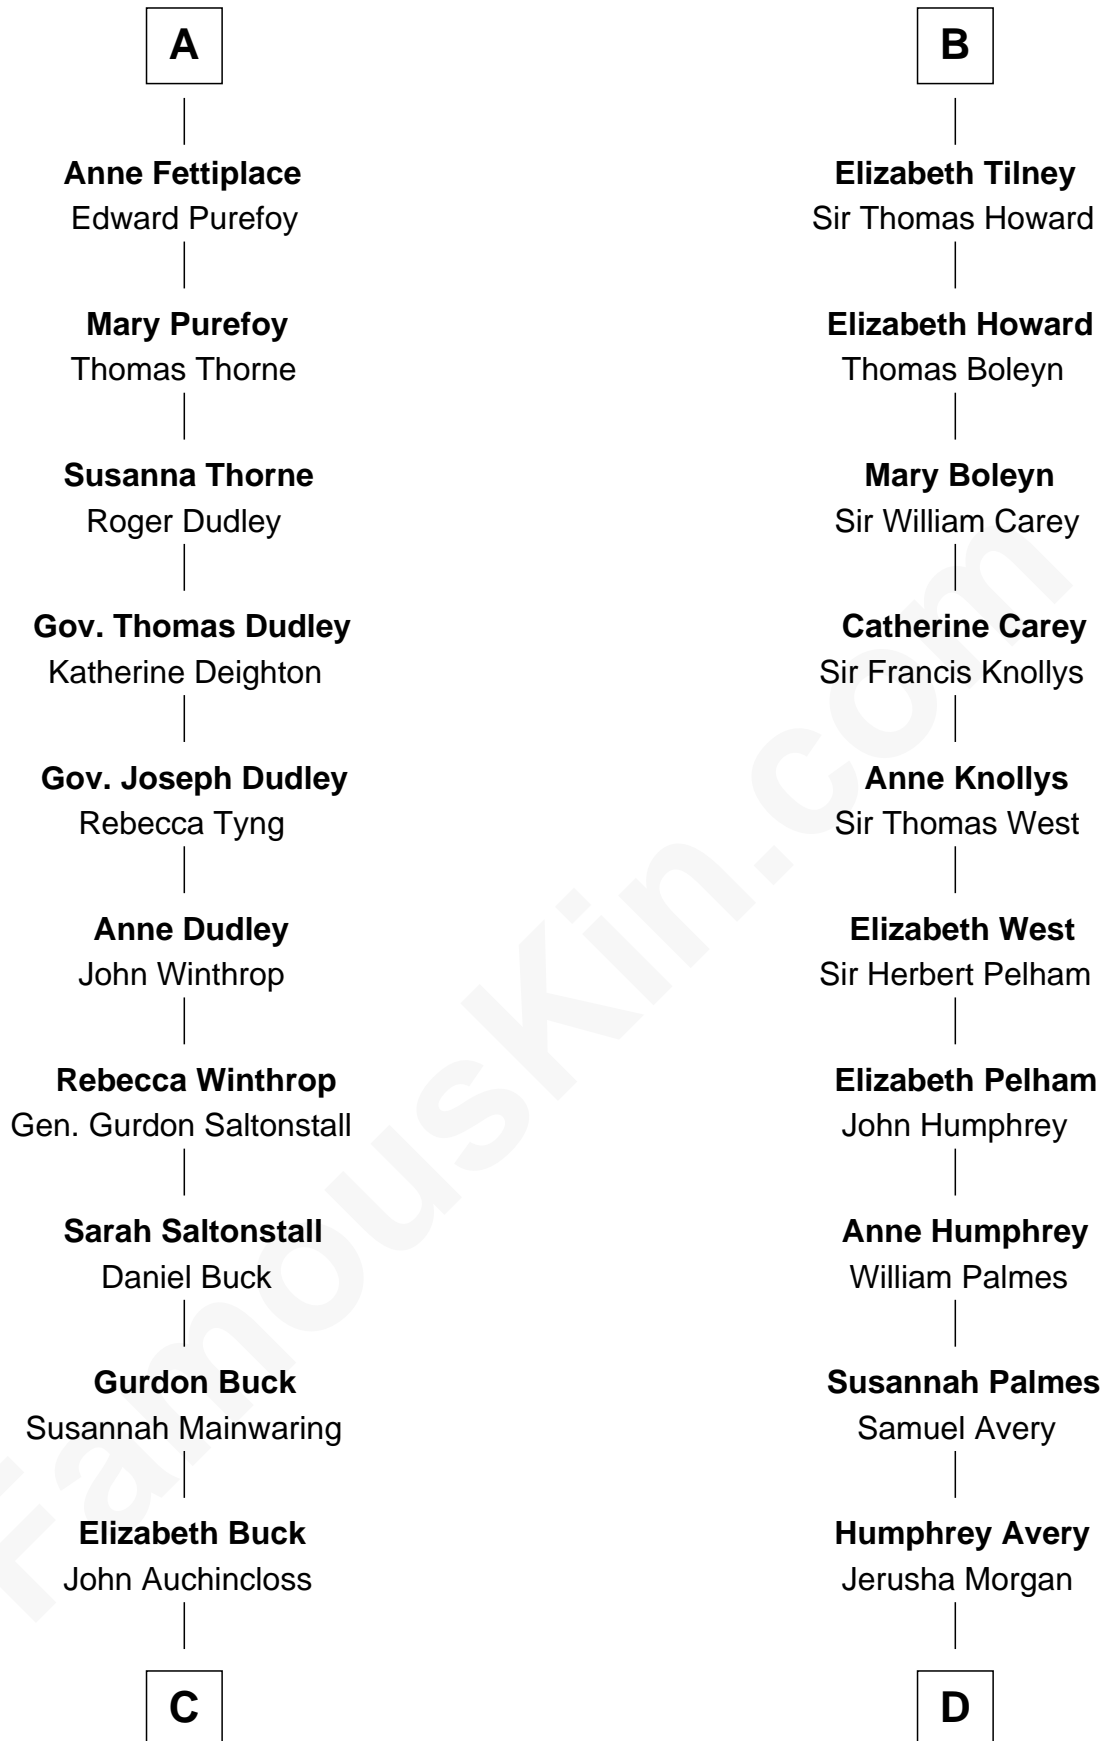 A
Anne Fettiplace
Edward Purefoy
Mary Purefoy
Thomas Thorne
Susanna Thorne
Roger Dudley
Gov. Thomas Dudley
Katherine Deighton
Gov. Joseph Dudley
Rebecca Tyng
Anne Dudley
John Winthrop
Rebecca Winthrop
Gen. Gurdon Saltonstall
Sarah Saltonstall
Daniel Buck
Gurdon Buck
Susannah Mainwaring
Elizabeth Buck
John Auchincloss
C
B
Elizabeth Tilney
Sir Thomas Howard
Elizabeth Howard
Thomas Boleyn
Mary Boleyn
Sir William Carey
Catherine Carey
Sir Francis Knollys
Anne Knollys
Sir Thomas West
Elizabeth West
Sir Herbert Pelham
Elizabeth Pelham
John Humphrey
Anne Humphrey
William Palmes
Susannah Palmes
Samuel Avery
Humphrey Avery
Jerusha Morgan
D
FamousKin.com